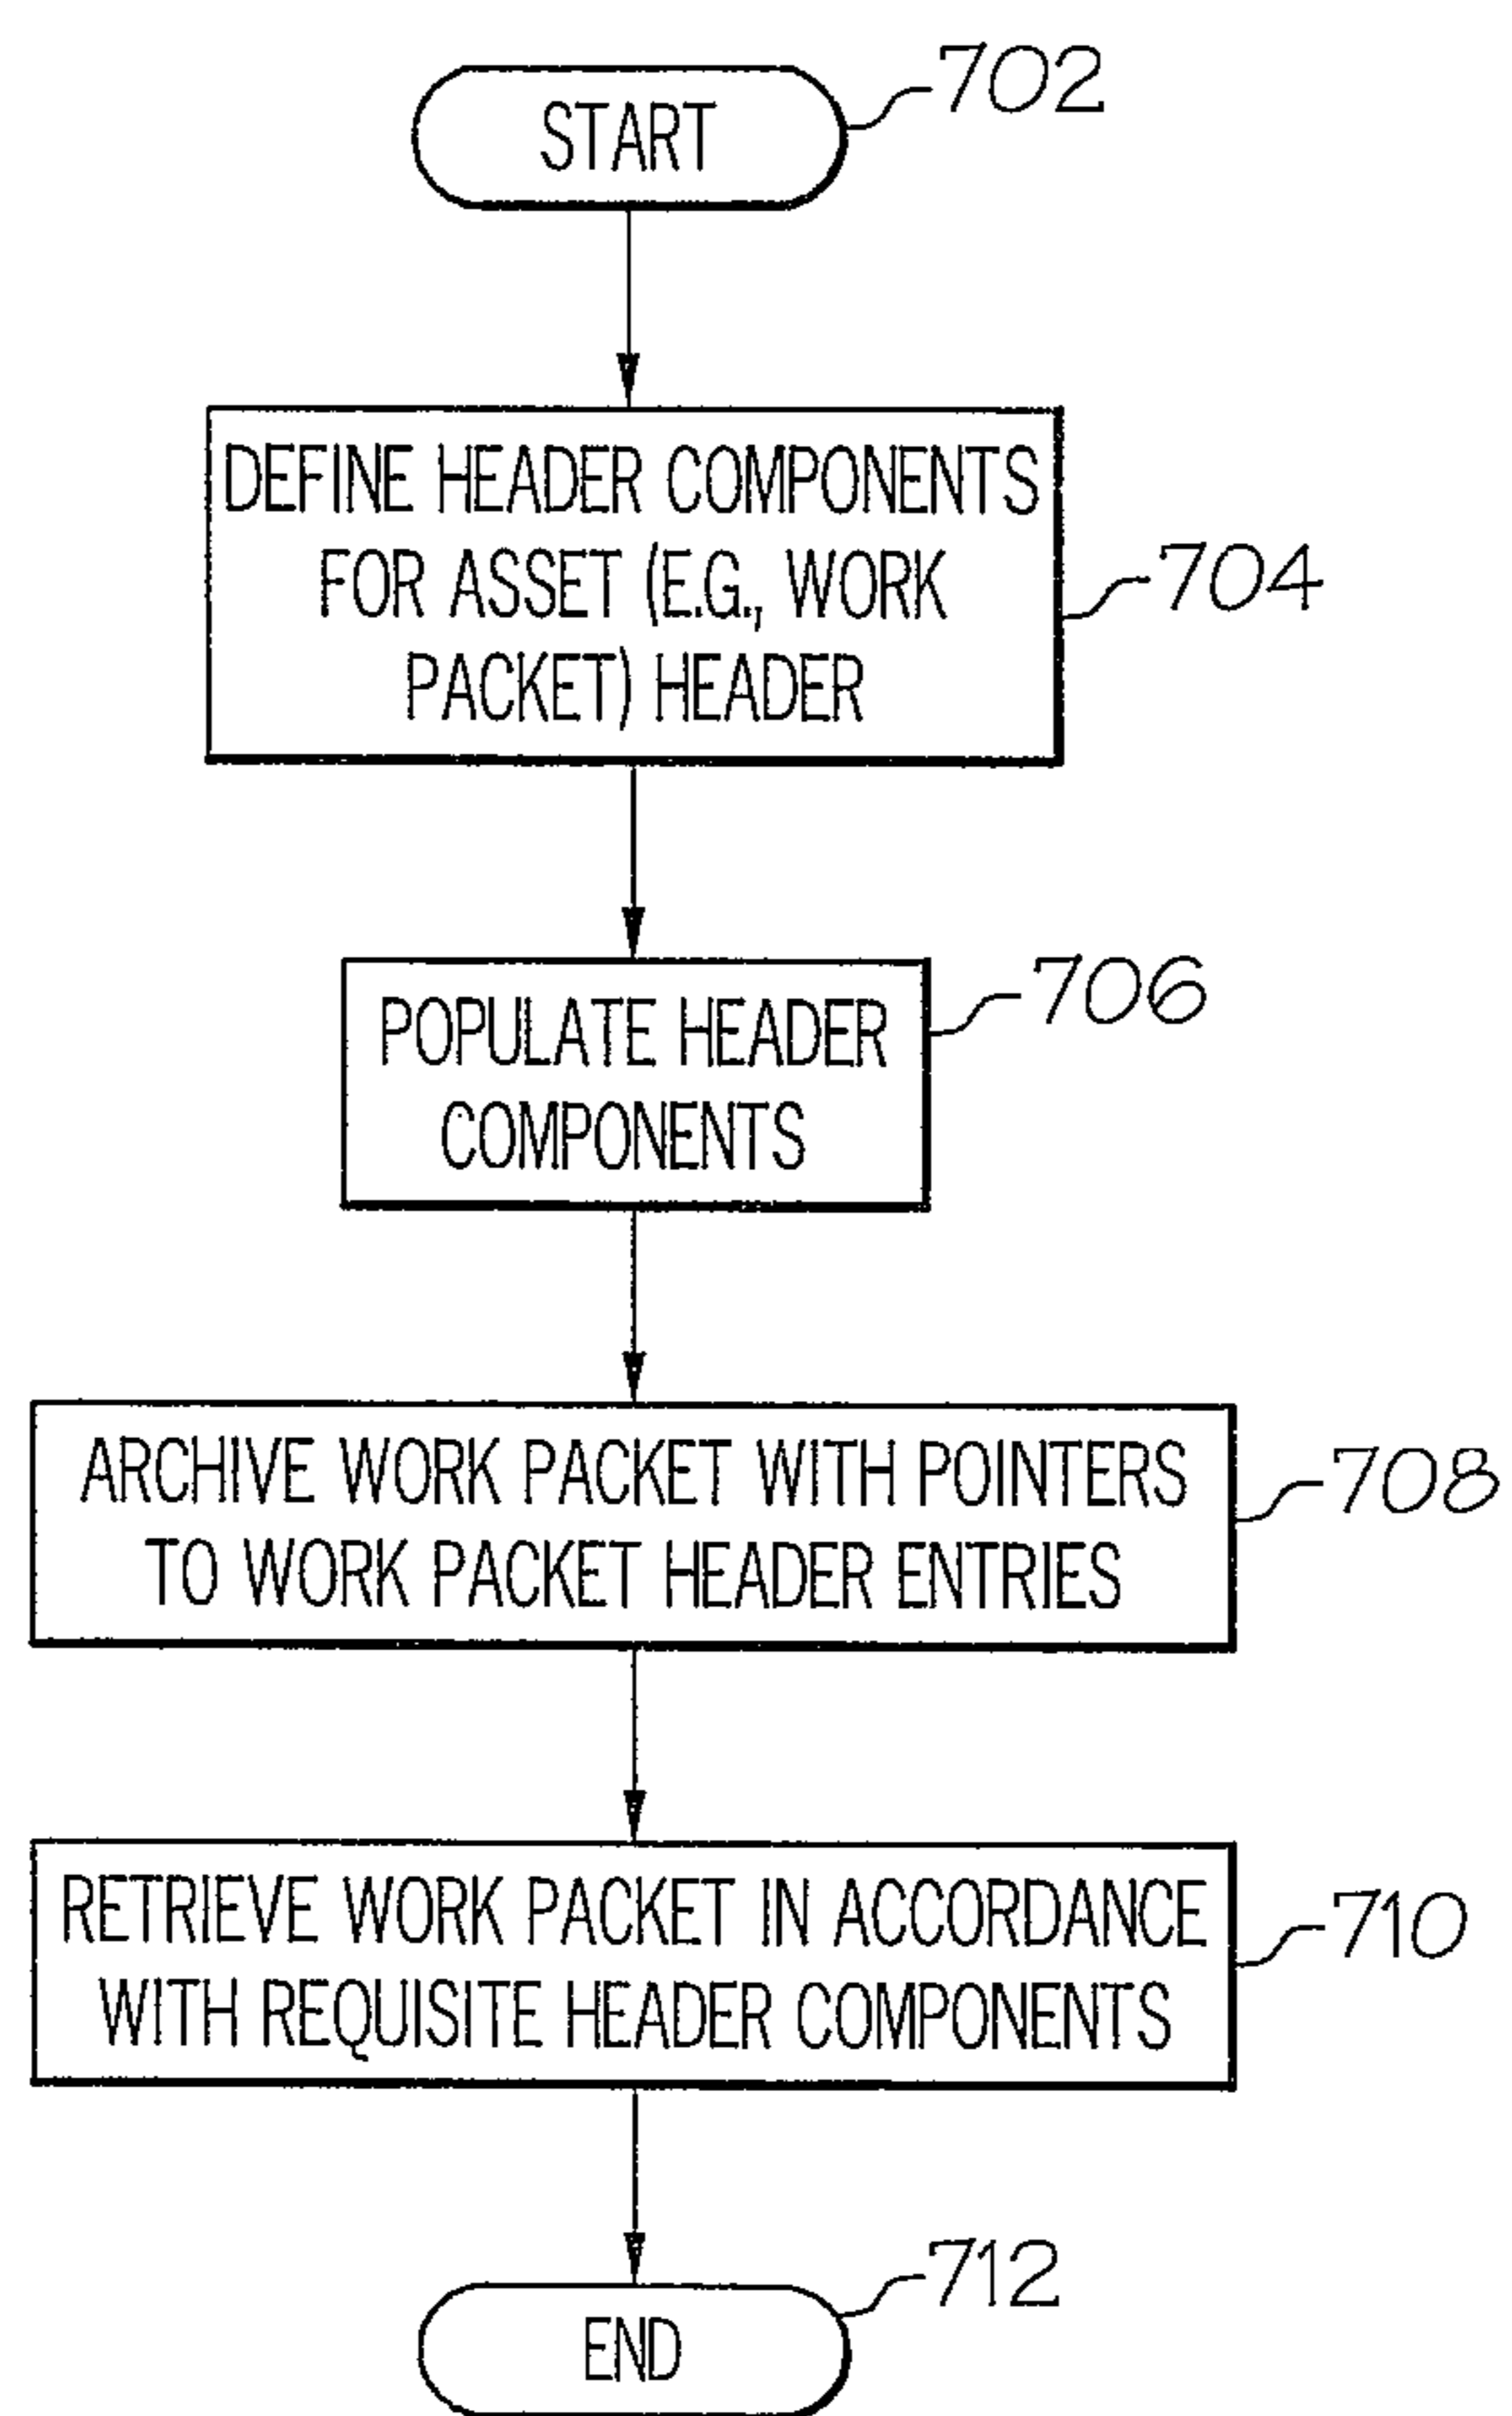 START
702
DEFINE HEADER COMPONENTS
FOR ASSET (E.G., WORK
PACKET) HEADER
704
POPULATE HEADER
COMPONENTS
706
ARCHIVE WORK PACKET WITH POINTERS
TO WORK PACKET HEADER ENTRIES
708
RETRIEVE WORK PACKET IN ACCORDANCE
WITH REQUISITE HEADER COMPONENTS
710
END
712